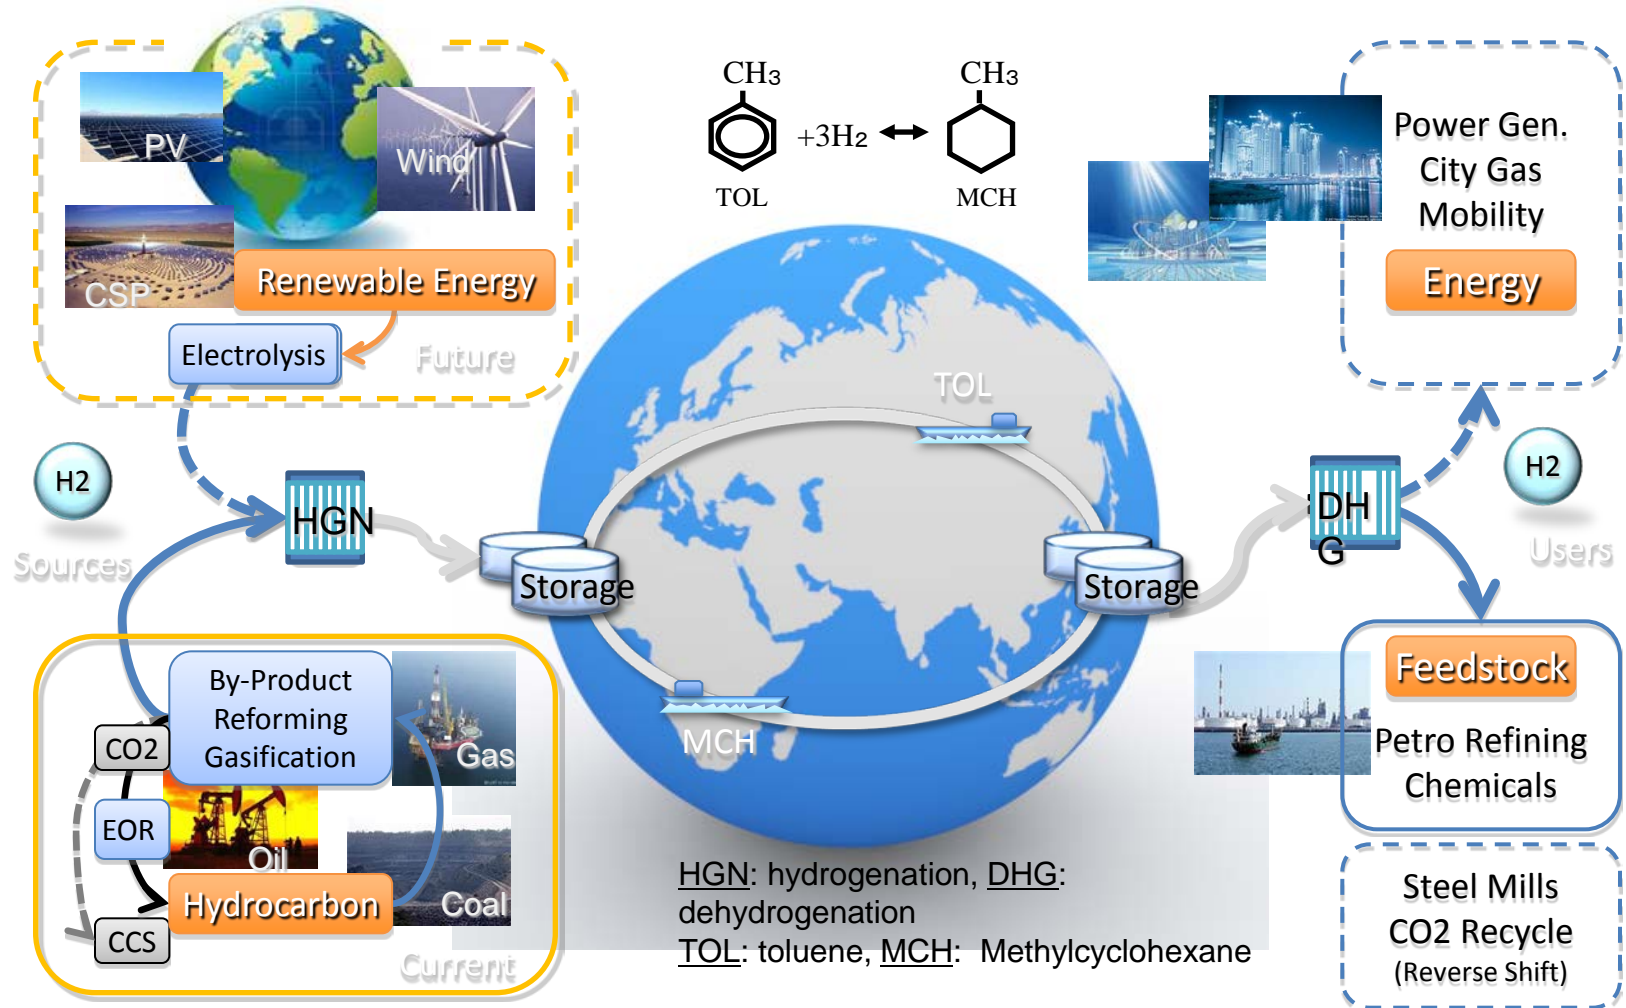 PV
Wind
CSP
Renewable Energy
Electrolysis
Future
CH3
+3H2
CH3
TOL
MCH
Power Gen.
City Gas
Mobility
Energy
H2
Sources
HGN
Storage
TOL
MCH
Storage
DH
G
H2
Users
By-Product
Reforming
Gasification
CO2
EOR
CCS
Gas
Oil
Coal
Hydrocarbon
Current
Feedstock
Petro Refining
Chemicals
Steel Mills
CO2 Recycle
(Reverse Shift)
HGN: hydrogenation, DHG:
dehydrogenation
TOL: toluene, MCH: Methylcyclohexane